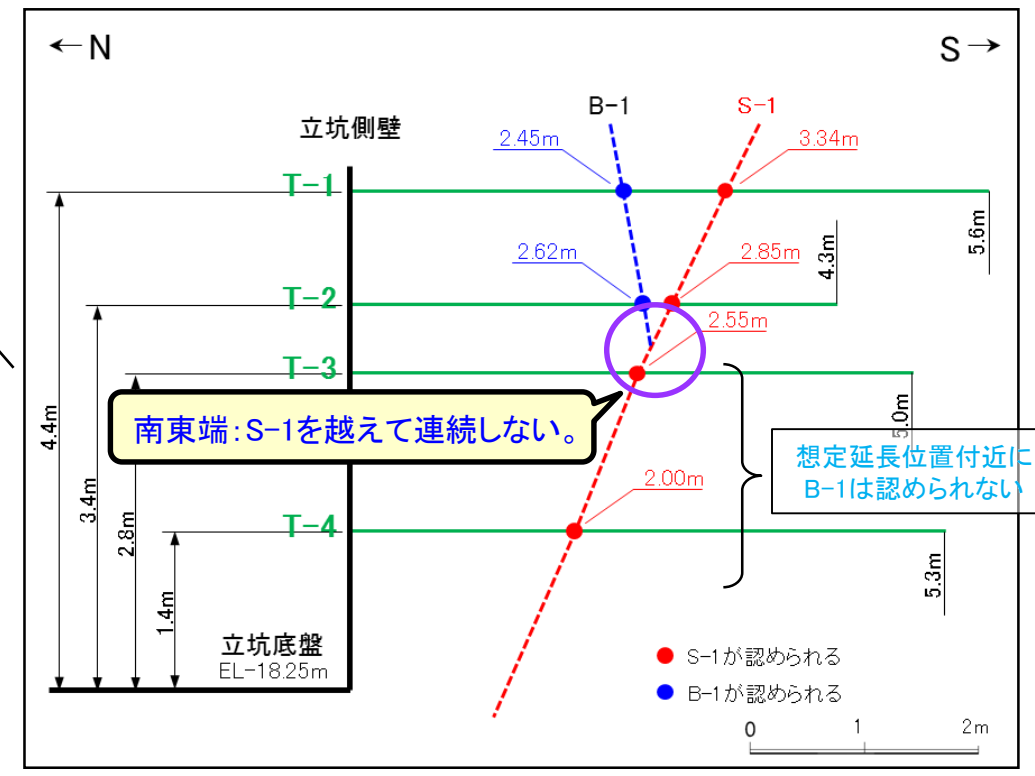 ←N
S→
B-1
S-1
立坑側壁
2.45m
3.34m
T-1
5.6m
2.62m
2.85m
4.3m
T-2
2.55m
T-3
南東端:S-1を越えて連続しない。
5.0m
4.4m
想定延長位置付近に
B-1は認められない
2.00m
3.4m
2.8m
T-4
5.3m
1.4m
立坑底盤
EL-18.25m
S-1が認められる
B-1が認められる
0 1 2m